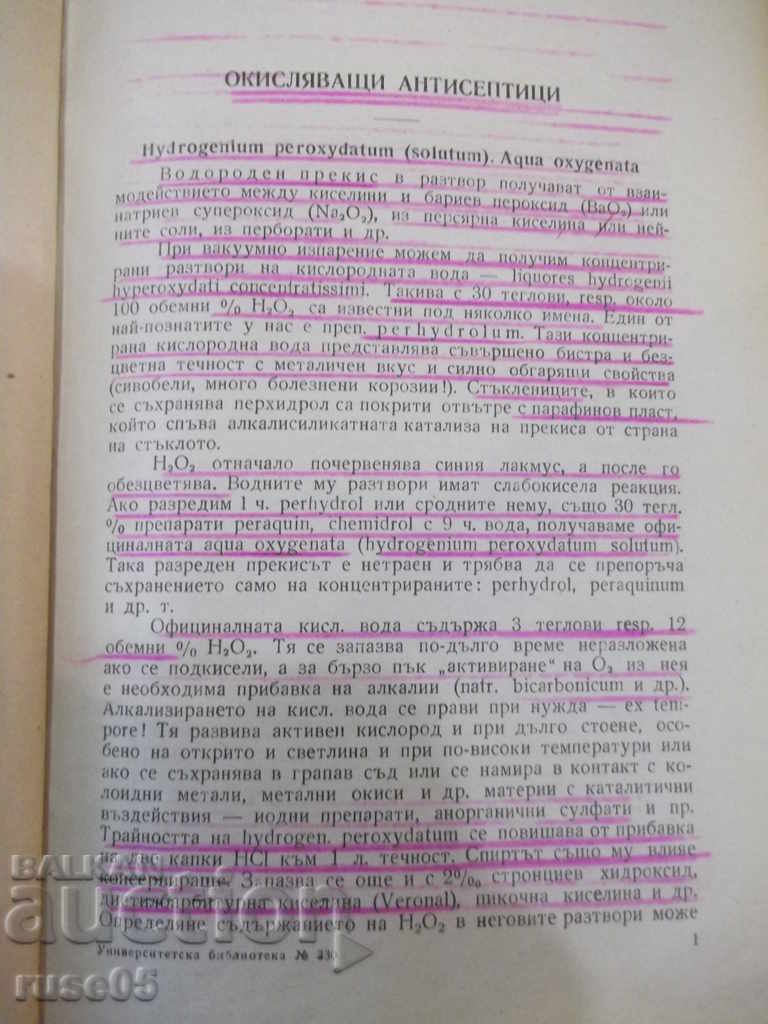 ОКИСЛЯВАЩИ АНТИСЕПТИЦИ
Hydrogenium peroxydatum (solutum). Aqua oxygenata
Водороден прекис в разтвор получават от взаи-
модействието между киселини и бариев пероксид (BaO₂) или
натриев супероксид (Na₂O₂), из персярна киселина или ней-
ните соли, из перборати и др.
При вакуумно изпарение можем да получим концентри-
рани разтвори на кислородната вода — liquores hydrogenii
hyperoxydati concentratissimi. Такива с 30 теглови, resp. около
100 обемни % H₂O₂ са известни под няколко имена. Един от
най-познатите у нас е преп. perhydrolum. Тази концентри-
рана кислородна вода представлява съвършено бистра и без-
цветна течност с металичен вкус и силно обгарящи свойства
(сивобели, много болезнени корозии!). Стъклениците, в които
се съхранява перхидрол са покрити отвътре с парафинов пласт,
който спъва алкалисиликатната катализа на прекиса от страна
на стъклото.
H₂O₂ отначало почервенява синия лакмус, а после го
обезцветява. Водните му разтвори имат слабокисела реакция.
Ако разредим 1 ч. perhydrol или сродните нему, също 30 тегл.
% препарати peraquin, chemidrol с 9 ч. вода, получаваме офи-
циналната aqua oxygenata (hydrogenium peroxydatum solutum).
Така разреден прекисът е нетраен и трябва да се препоръча
съхранението само на концентрираните: perhydrol, peraquinum
и др. т.
Официналната кисл. вода съдържа 3 теглови resp. 12
обемни % H₂O₂. Тя се запазва по-дълго време неразложена
ако се подкисели, а за бързо пък „активиране“ на O₂ из нея
е необходима прибавка на алкалии (natr. bicarbonicum и др.).
Алкализирането на кисл. вода се прави при нужда — ex tem-
pore! Тя развива активен кислород и при дълго стоене, осо-
бено на открито и светлина и при по-високи температури или
ако се съхранява в грапав съд или се намира в контакт с ко-
лоидни метали, метални окиси и др. материи с каталитични
въздействия — иодни препарати, анорганични сулфати и пр.
Трайността на hydrogen. peroxydatum се повишава от прибавка
на две капки HCl към 1 л. течност. Спиртът също му влияе
консервиращо. Запазва се още и с 2‰ стронциев хидроксид,
диетилбарбитурна киселина (Veronal), пикочна киселина и др.
Определяне съдържанието на H₂O₂ в неговите разтвори може
Университетска библиотека № 330
1
BALKAN
auction
ruse05